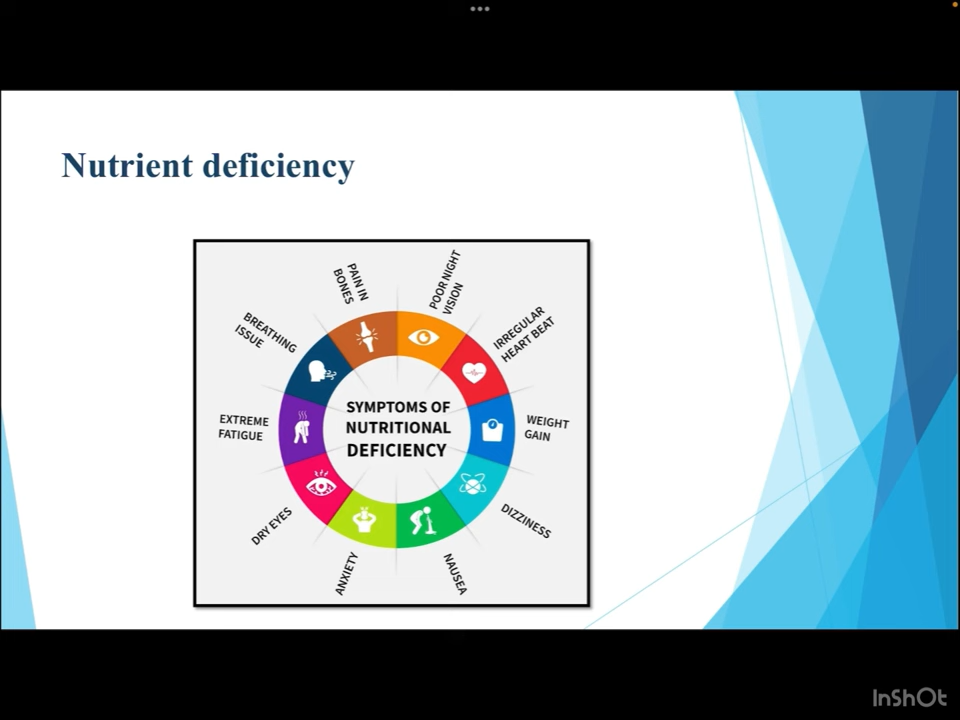 Nutrient deficiency
SYMPTOMS OF
NUTRITIONAL
DEFICIENCY
POOR NIGHT
VISION
IRREGULAR
HEART BEAT
WEIGHT
GAIN
DIZZINESS
NAUSEA
ANXIETY
DRY EYES
EXTREME
FATIGUE
BREATHING
ISSUE
PAIN IN
BONES
InShOt